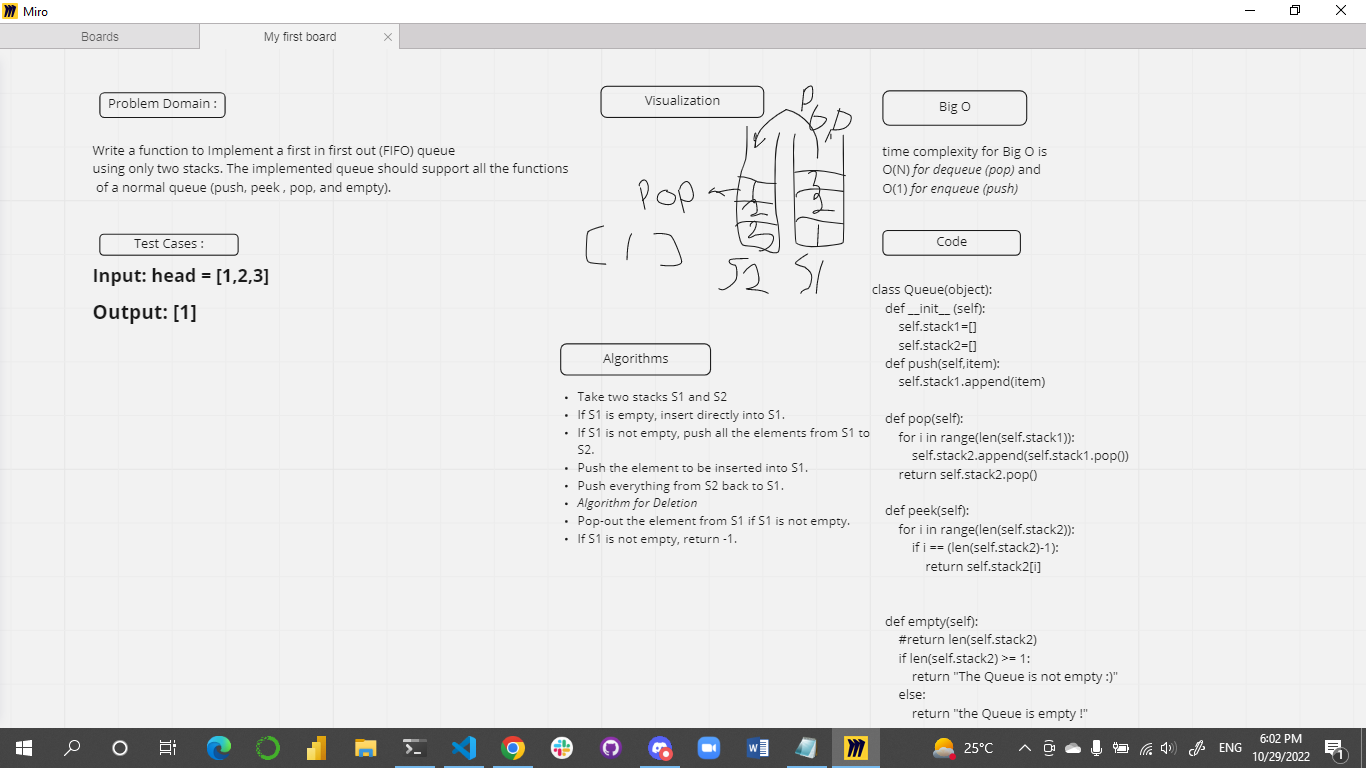 Miro
Boards
My first board
Problem Domain :
Write a function to Implement a first in first out (FIFO) queue
using only two stacks. The implemented queue should support all the functions
of a normal queue (push, peek , pop, and empty).
Test Cases :
Input: head = [1,2,3]
Output: [1]
Visualization
POP
[ 1 ]
1
2
3
3
2
1
S2
S1
Algorithms
• Take two stacks S1 and S2
• If S1 is empty, insert directly into S1.
• If S1 is not empty, push all the elements from S1 to
S2.
• Push the element to be inserted into S1.
• Push everything from S2 back to S1.
• Algorithm for Deletion
• Pop-out the element from S1 if S1 is not empty.
• If S1 is not empty, return -1.
Big O
time complexity for Big O is
O(N) for dequeue (pop) and
O(1) for enqueue (push)
Code
class Queue(object):
def __init__ (self):
self.stack1=[]
self.stack2=[]
def push(self,item):
self.stack1.append(item)
def pop(self):
for i in range(len(self.stack1)):
self.stack2.append(self.stack1.pop())
return self.stack2.pop()
def peek(self):
for i in range(len(self.stack2)):
if i == (len(self.stack2)-1):
return self.stack2[i]
def empty(self):
#return len(self.stack2)
if len(self.stack2) >= 1:
return "The Queue is not empty :)"
else:
return "the Queue is empty !"
25°C
ENG
6:02 PM
10/29/2022
1